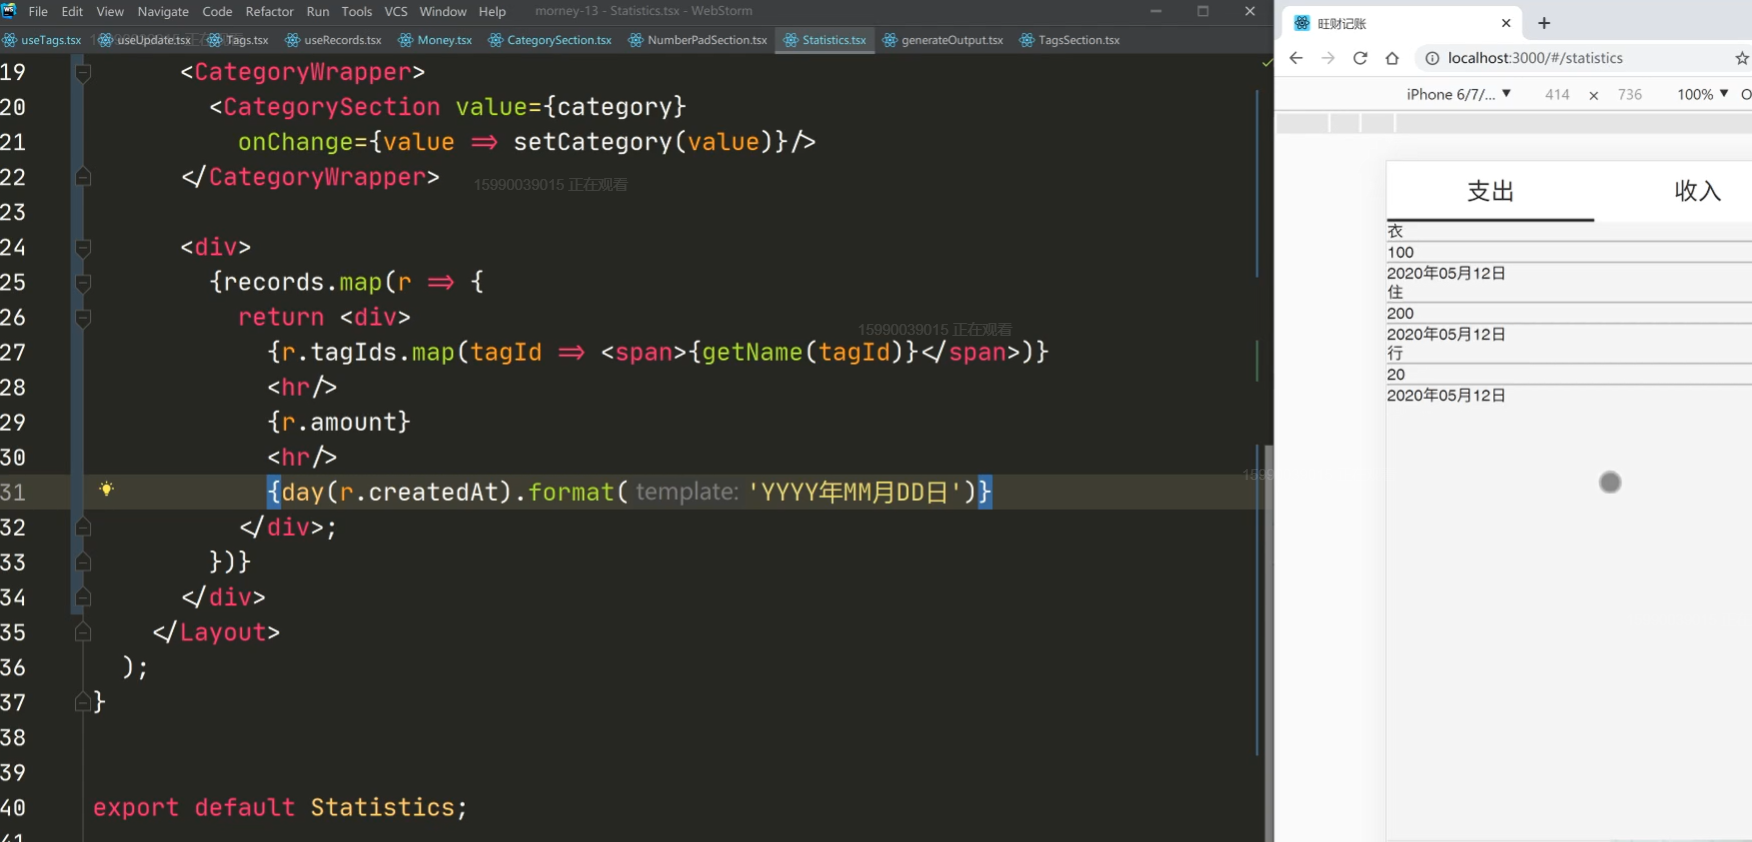 File Edit View Navigate Code Refactor Run Tools VCS Window Help morney-13 - Statistics.tsx - WebStorm
useTags.tsx useUpdate.tsx Tags.tsx useRecords.tsx Money.tsx CategorySection.tsx NumberPadSection.tsx Statistics.tsx generateOutput.tsx TagsSection.tsx
19 <CategoryWrapper>
20 <CategorySection value={category}
21 onChange={value => setCategory(value)}/>
22 </CategoryWrapper>
15990039015 正在观看
23
24 <div>
25 {records.map(r => {
26 return <div>
15990039015 正在观看
27 {r.tagIds.map(tagId => <span>{getName(tagId)}</span>)}
28 <hr/>
29 {r.amount}
30 <hr/>
31 {day(r.createdAt).format( template: 'YYYY年MM月DD日')}
32 </div>;
33 })}
34 </div>
35 </Layout>
36 );
37 }
38
39
40 export default Statistics;
41
旺财记账
localhost:3000/#/statistics
iPhone 6/7/... 414 × 736 100%
支出 收入
衣
100
2020年05月12日
住
200
2020年05月12日
行
20
2020年05月12日